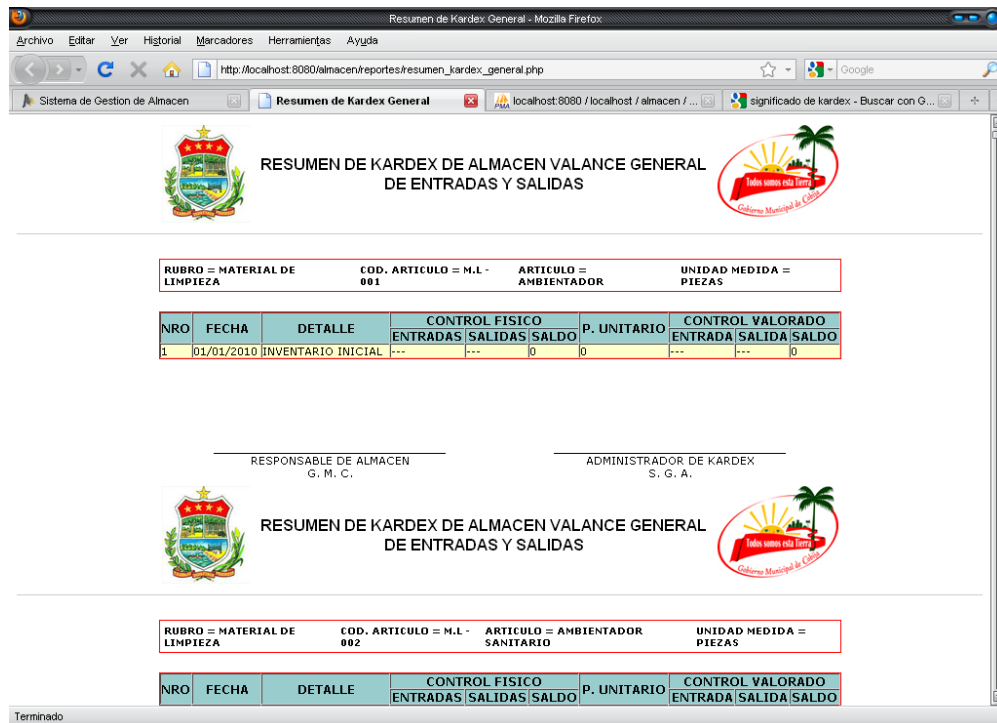 Resumen de Kardex General - Mozilla Firefox
Archivo Editar Ver Historial Marcadores Herramientas Ayuda
http://localhost:8080/almacen/reportes/resumen_kardex_general.php
Google
Sistema de Gestion de Almacen
Resumen de Kardex General
localhost:8080 / localhost / almacen / ...
significado de kardex - Buscar con G...
RESUMEN DE KARDEX DE ALMACEN VALANCE GENERAL
DE ENTRADAS Y SALIDAS
Todos somos esta Tierra
Gobierno Municipal de Cobija
RUBRO = MATERIAL DE LIMPIEZA
COD. ARTICULO = M.L - 001
ARTICULO = AMBIENTADOR
UNIDAD MEDIDA = PIEZAS
NRO FECHA DETALLE CONTROL FISICO P. UNITARIO CONTROL VALORADO
ENTRADAS SALIDAS SALDO ENTRADA SALIDA SALDO
1 01/01/2010 INVENTARIO INICIAL --- --- 0 0 --- --- 0
RESPONSABLE DE ALMACEN
G. M. C.
ADMINISTRADOR DE KARDEX
S. G. A.
RESUMEN DE KARDEX DE ALMACEN VALANCE GENERAL
DE ENTRADAS Y SALIDAS
Todos somos esta Tierra
Gobierno Municipal de Cobija
RUBRO = MATERIAL DE LIMPIEZA
COD. ARTICULO = M.L - 002
ARTICULO = AMBIENTADOR SANITARIO
UNIDAD MEDIDA = PIEZAS
NRO FECHA DETALLE CONTROL FISICO P. UNITARIO CONTROL VALORADO
ENTRADAS SALIDAS SALDO ENTRADA SALIDA SALDO
Terminado